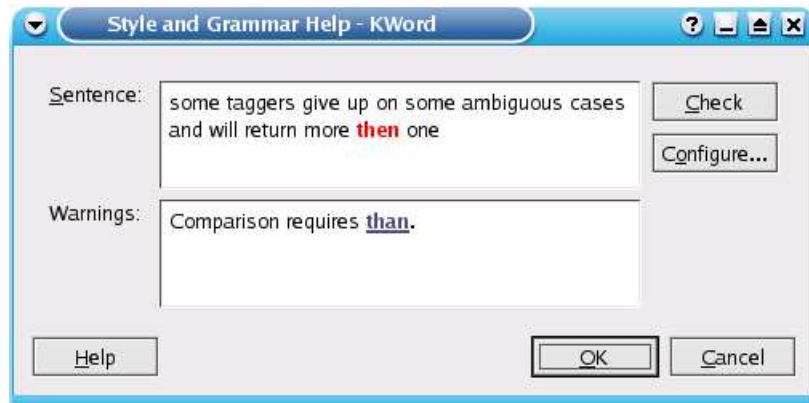 Style and Grammar Help - KWord
Sentence:
some taggers give up on some ambiguous cases
and will return more then one
Check
Configure...
Warnings:
Comparison requires than.
Help
OK
Cancel